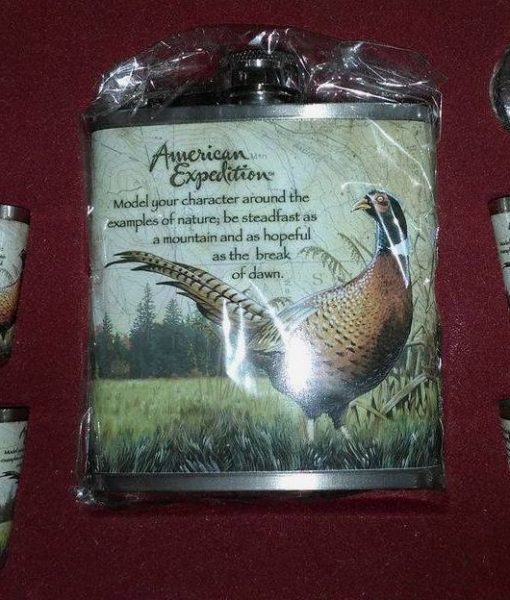 American
Expedition
Model your character around the
examples of nature; be steadfast as
a mountain and as hopeful
as the break
of dawn.